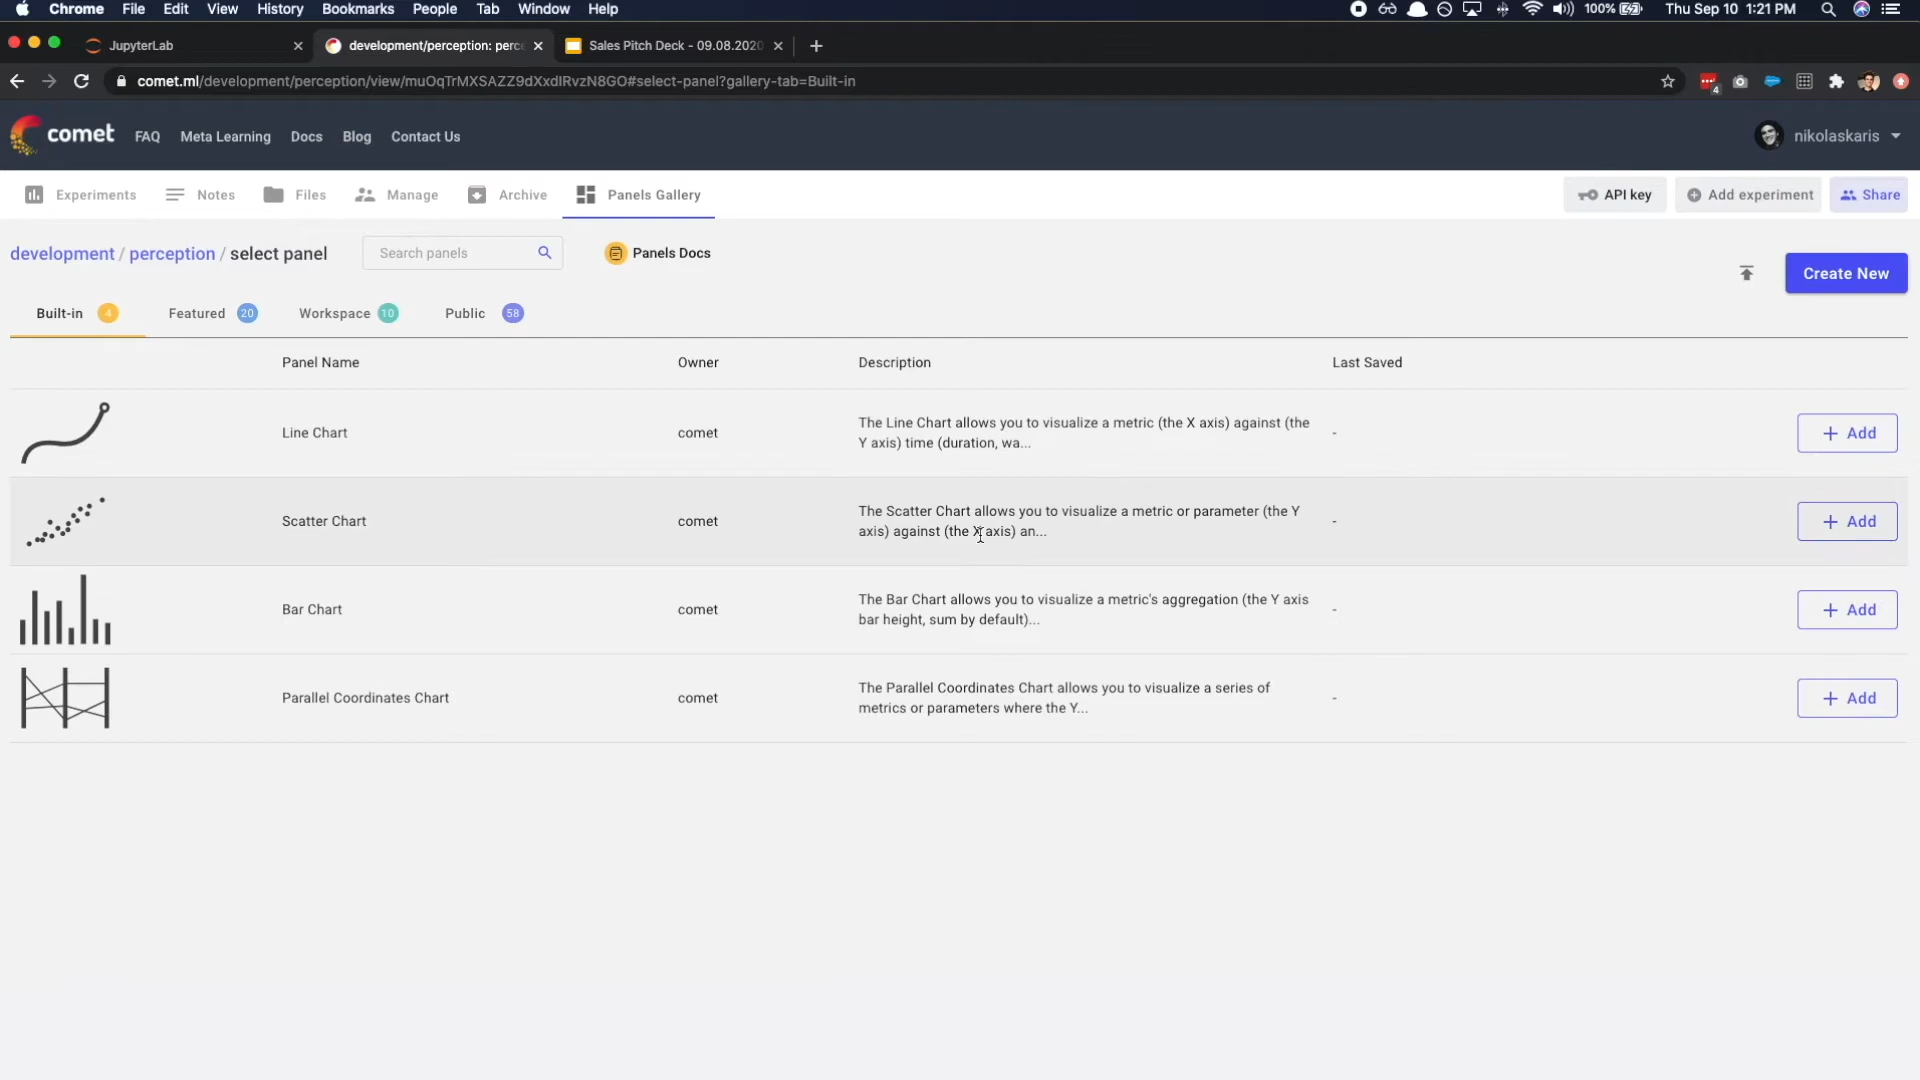 Chrome File Edit View History Bookmarks People Tab Window Help 100% Thu Sep 10 1:21 PM
JupyterLab development/perception: perc Sales Pitch Deck - 09.08.2020
comet.ml/development/perception/view/muOqTrMXSAZZ9dXxdlRvzN8GO#select-panel?gallery-tab=Built-in 4
comet FAQ Meta Learning Docs Blog Contact Us nikolaskaris
Experiments Notes Files Manage Archive Panels Gallery API key Add experiment Share
development / perception / select panel Search panels Panels Docs
Create New
Built-in 4 Featured 20 Workspace 10 Public 58
Panel Name Owner Description Last Saved
Line Chart comet The Line Chart allows you to visualize a metric (the X axis) against (the - + Add
Y axis) time (duration, wa...
Scatter Chart comet The Scatter Chart allows you to visualize a metric or parameter (the Y - + Add
axis) against (the X axis) an...
Bar Chart comet The Bar Chart allows you to visualize a metric's aggregation (the Y axis - + Add
bar height, sum by default)...
Parallel Coordinates Chart comet The Parallel Coordinates Chart allows you to visualize a series of - + Add
metrics or parameters where the Y...